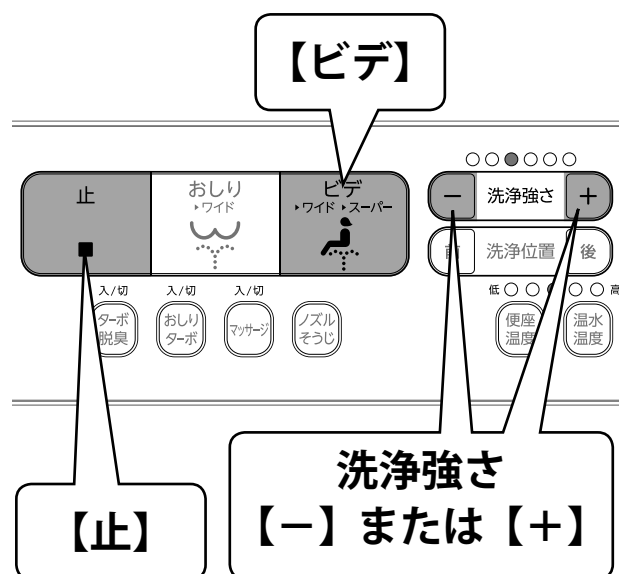 【ビデ】
止
おしり
▸ワイド
ビデ
▸ワイド ▸スーパー
− 洗浄強さ +
前 洗浄位置 後
入/切 入/切 入/切
低 高
ターボ
脱臭
おしり
ターボ
マッサージ
ノズル
そうじ
便座
温度
温水
温度
【止】
洗浄強さ
【−】または【+】